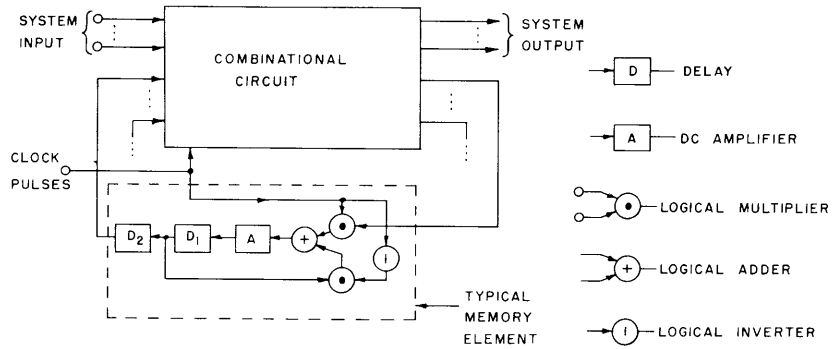 SYSTEM
INPUT
COMBINATIONAL
CIRCUIT
SYSTEM
OUTPUT
CLOCK
PULSES
D₂
D₁
A
+
I
TYPICAL
MEMORY
ELEMENT
D DELAY
A DC AMPLIFIER
LOGICAL MULTIPLIER
+ LOGICAL ADDER
I LOGICAL INVERTER